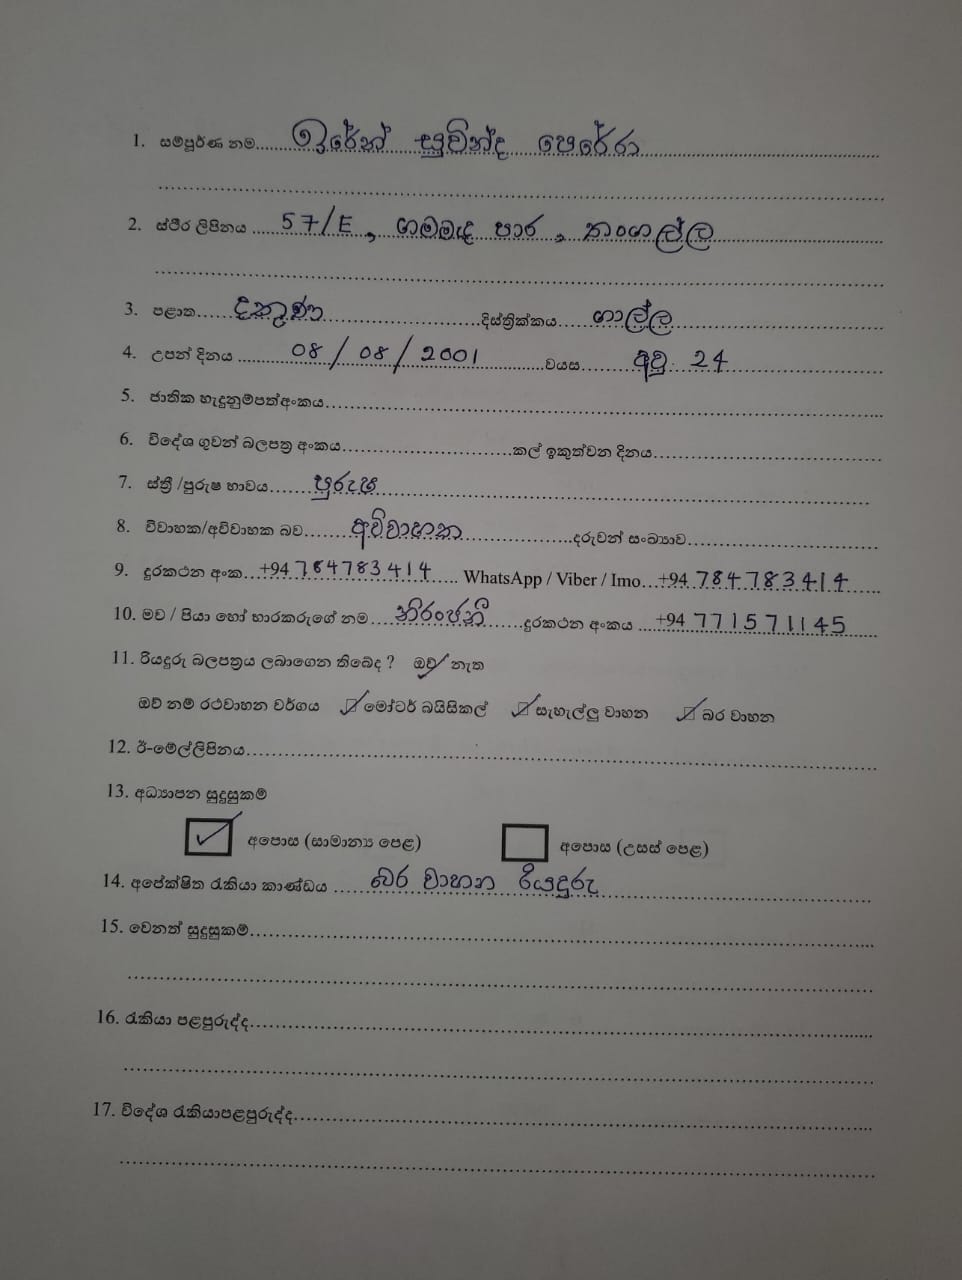 1. සම්පූර්ණ නම.....ඉරේෂ් සුවින්ද පෙරේරා
2. ස්ථිර ලිපිනය ..... 57/E, ගම්මැද පාර, තංගල්ල
3. පළාත.....දකුණ.....දිස්ත්‍රික්කය.....ගාල්ල
4. උපන් දිනය ..... 08/08/2001 .....වයස.....අවු. 24
5. ජාතික හැදුනුම්පත්අංකය.....
6. විදේශ ගුවන් බලපත්‍ර අංකය.....කල් ඉකුත්වන දිනය.....
7. ස්ත්‍රී /පුරුෂ භාවය.....පුරුෂ
8. විවාහක/අවිවාහක බව.....අවිවාහක.....දරුවන් සංඛ්‍යාව.....
9. දුරකථන අංක...+94 784783414 ..... WhatsApp / Viber / Imo...+94 784783414
10. මව / පියා හෝ භාරකරුගේ නම.....නිරංජනී.....දුරකථන අංකය ...+94 771571145
11. රියදුරු බලපත්‍රය ලබාගෙන තිබේද ? ඔව්/ නැත
ඔව් නම් රථවාහන වර්ගය මෝටර් බයිසිකල් සැහැල්ලු වාහන බර වාහන
12. ඊ-මේල්ලිපිනය.....
13. අධ්‍යාපන සුදුසුකම්
අපොස (සාමාන්‍ය පෙළ) අපොස (උසස් පෙළ)
14. අපේක්ෂිත රැකියා කාණ්ඩය .....බර වාහන රියදුරු
15. වෙනත් සුදුසුකම්.....
16. රැකියා පළපුරුද්ද.....
17. විදේශ රැකියාපළපුරුද්ද.....